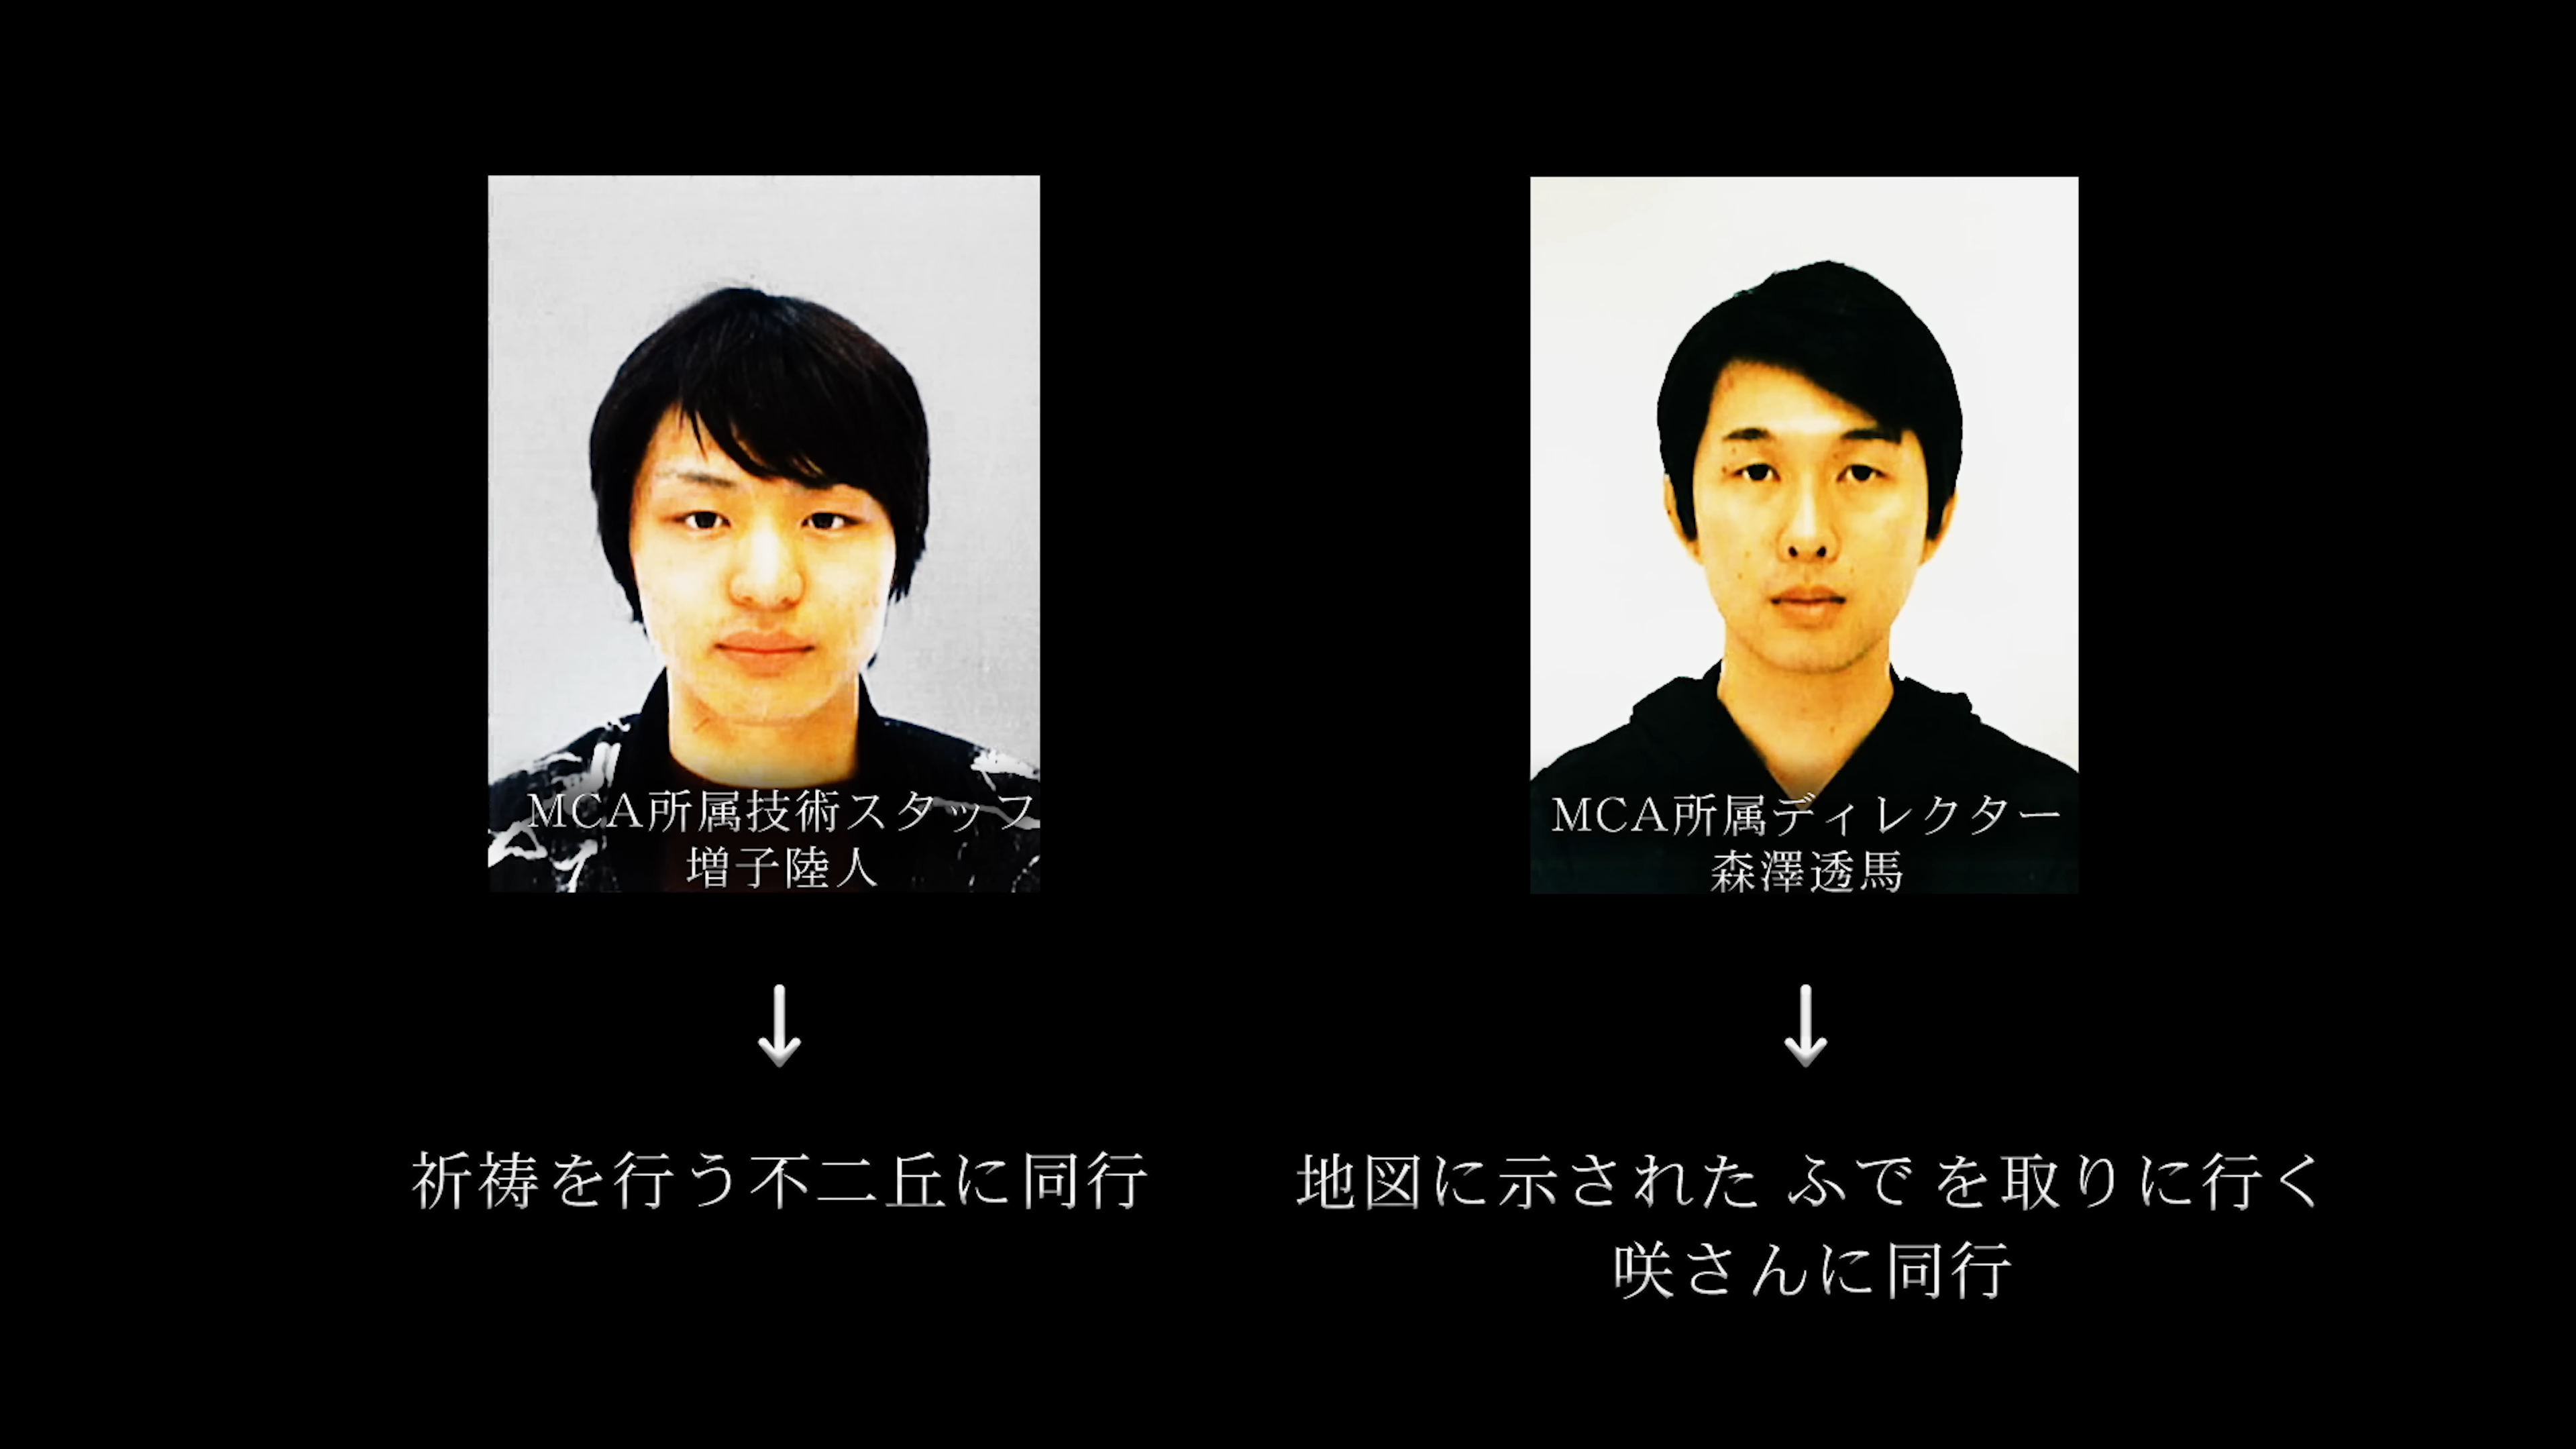 MCA所属技術スタッフ
増子陸人
↓
祈祷を行う不二丘に同行
MCA所属ディレクター
森澤透馬
↓
地図に示された ふで を取りに行く
咲さんに同行